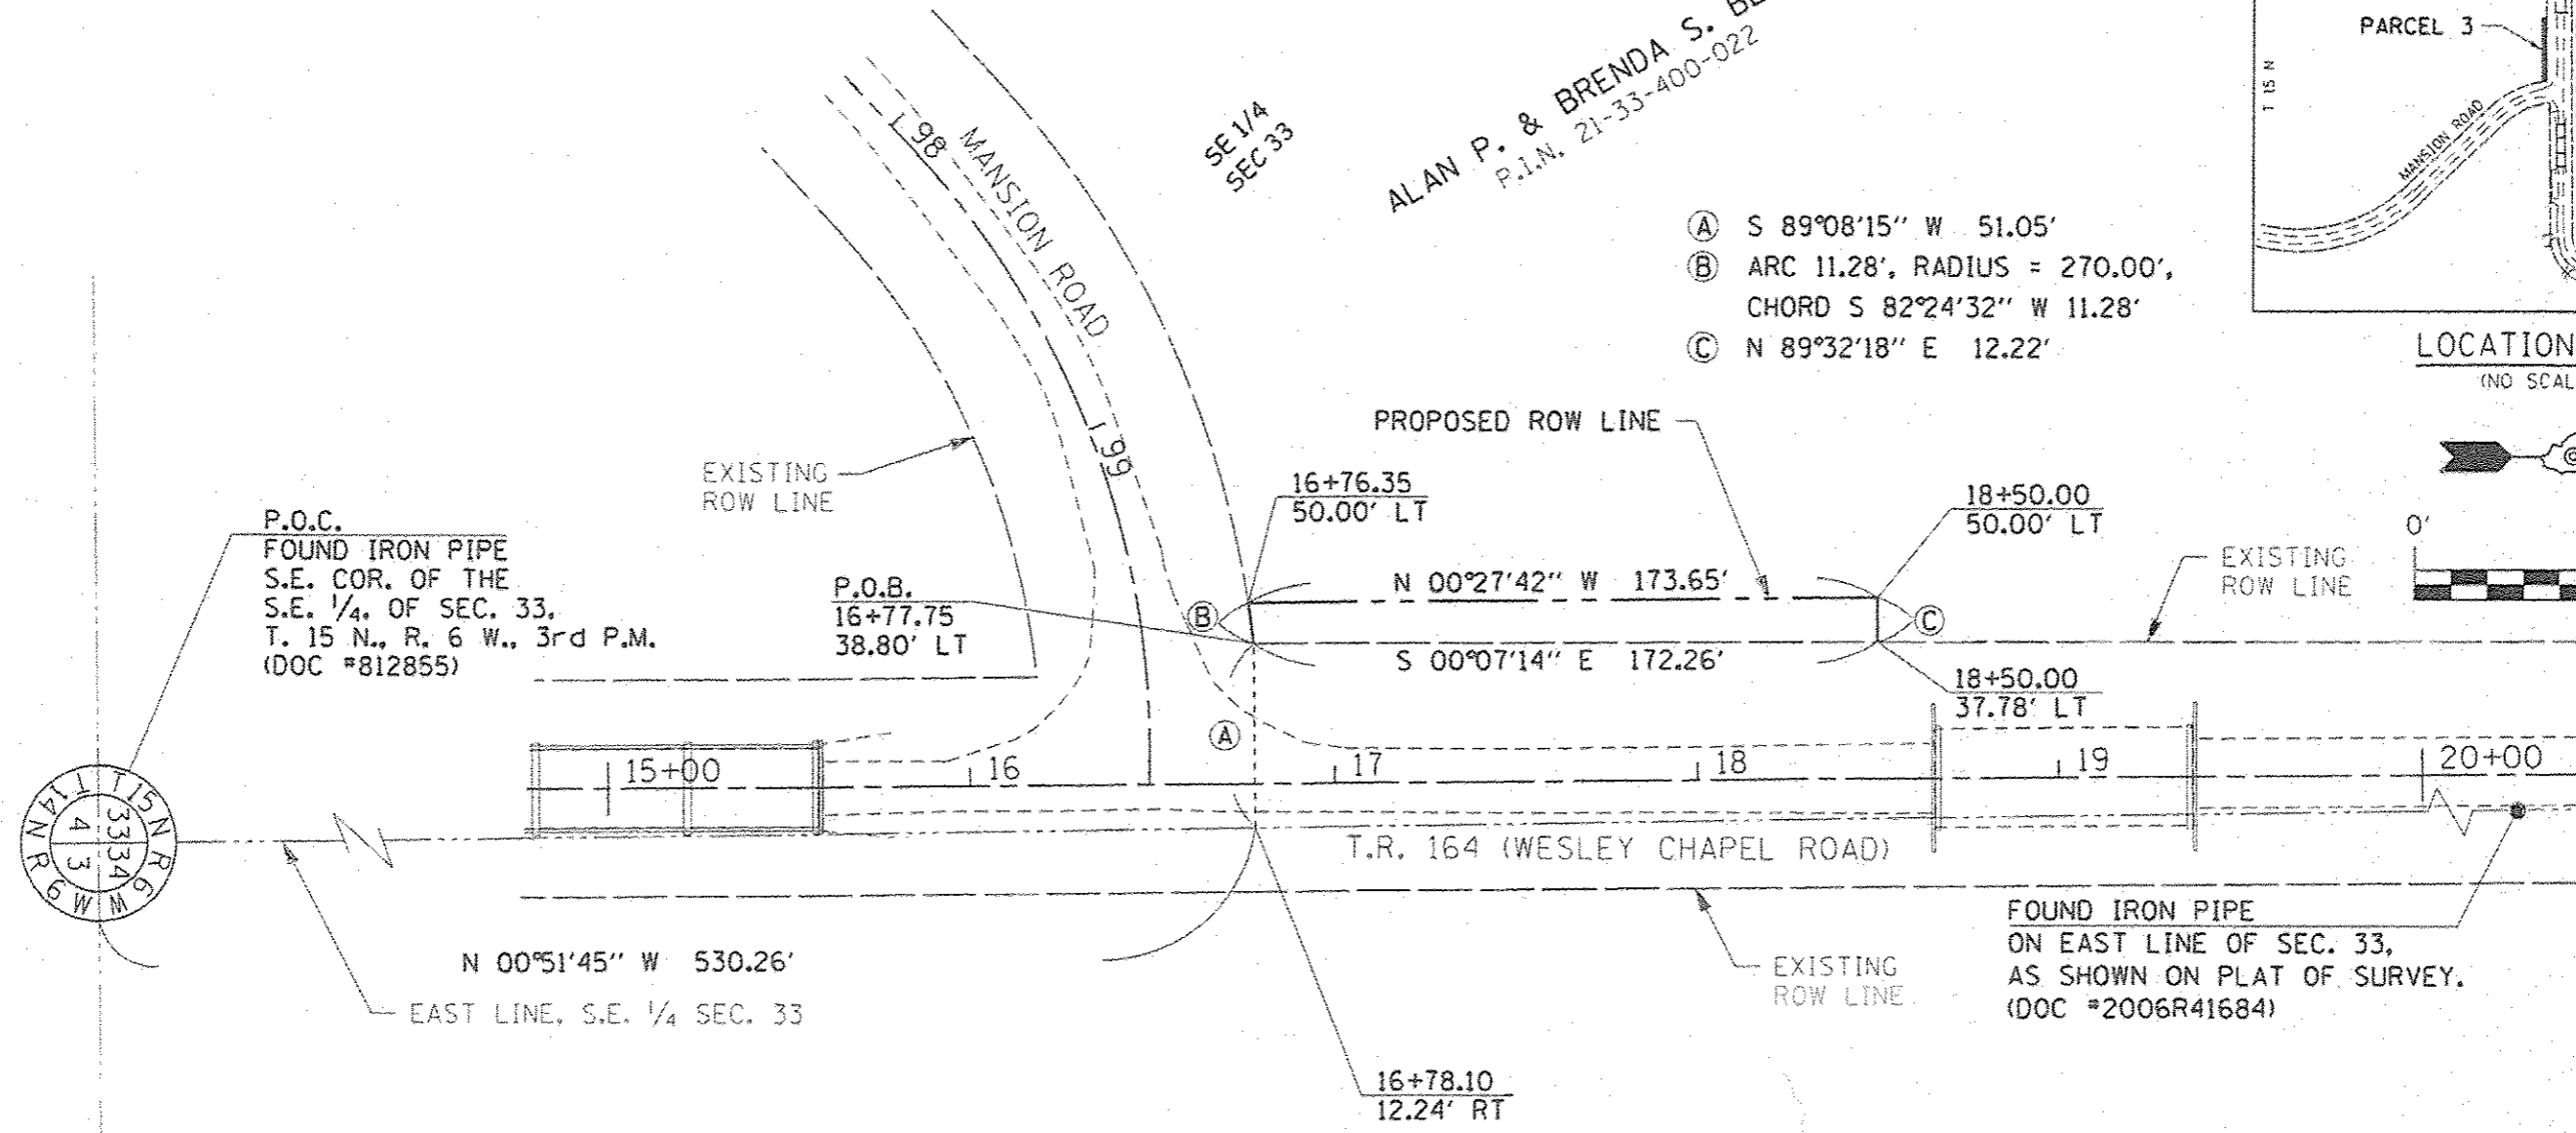 PARCEL 3
T 15 N
MANSION ROAD
ALAN P. & BRENDA S.
P.I.N. 21-33-400-022
SE 1/4
SEC 33
98
MANSION ROAD
99
Ⓐ S 89°08'15" W 51.05'
Ⓑ ARC 11.28', RADIUS = 270.00',
CHORD S 82°24'32" W 11.28'
Ⓒ N 89°32'18" E 12.22'
LOCATION
(NO SCAL
PROPOSED ROW LINE
EXISTING
ROW LINE
16+76.35
50.00' LT
18+50.00
50.00' LT
0'
EXISTING
ROW LINE
P.O.C.
FOUND IRON PIPE
S.E. COR. OF THE
S.E. 1/4, OF SEC. 33,
T. 15 N., R. 6 W., 3rd P.M.
(DOC #812855)
P.O.B.
16+77.75
38.80' LT
N 00°27'42" W 173.65'
Ⓑ
Ⓒ
S 00°07'14" E 172.26'
18+50.00
37.78' LT
Ⓐ
15+00
16
17
18
19
20+00
T 15 N R 6 W
T 14 N R 6 W
33 34
4 3
T.R. 164 (WESLEY CHAPEL ROAD)
N 00°51'45" W 530.26'
EAST LINE, S.E. 1/4 SEC. 33
EXISTING
ROW LINE
FOUND IRON PIPE
ON EAST LINE OF SEC. 33,
AS SHOWN ON PLAT OF SURVEY.
(DOC #2006R41684)
16+78.10
12.24' RT